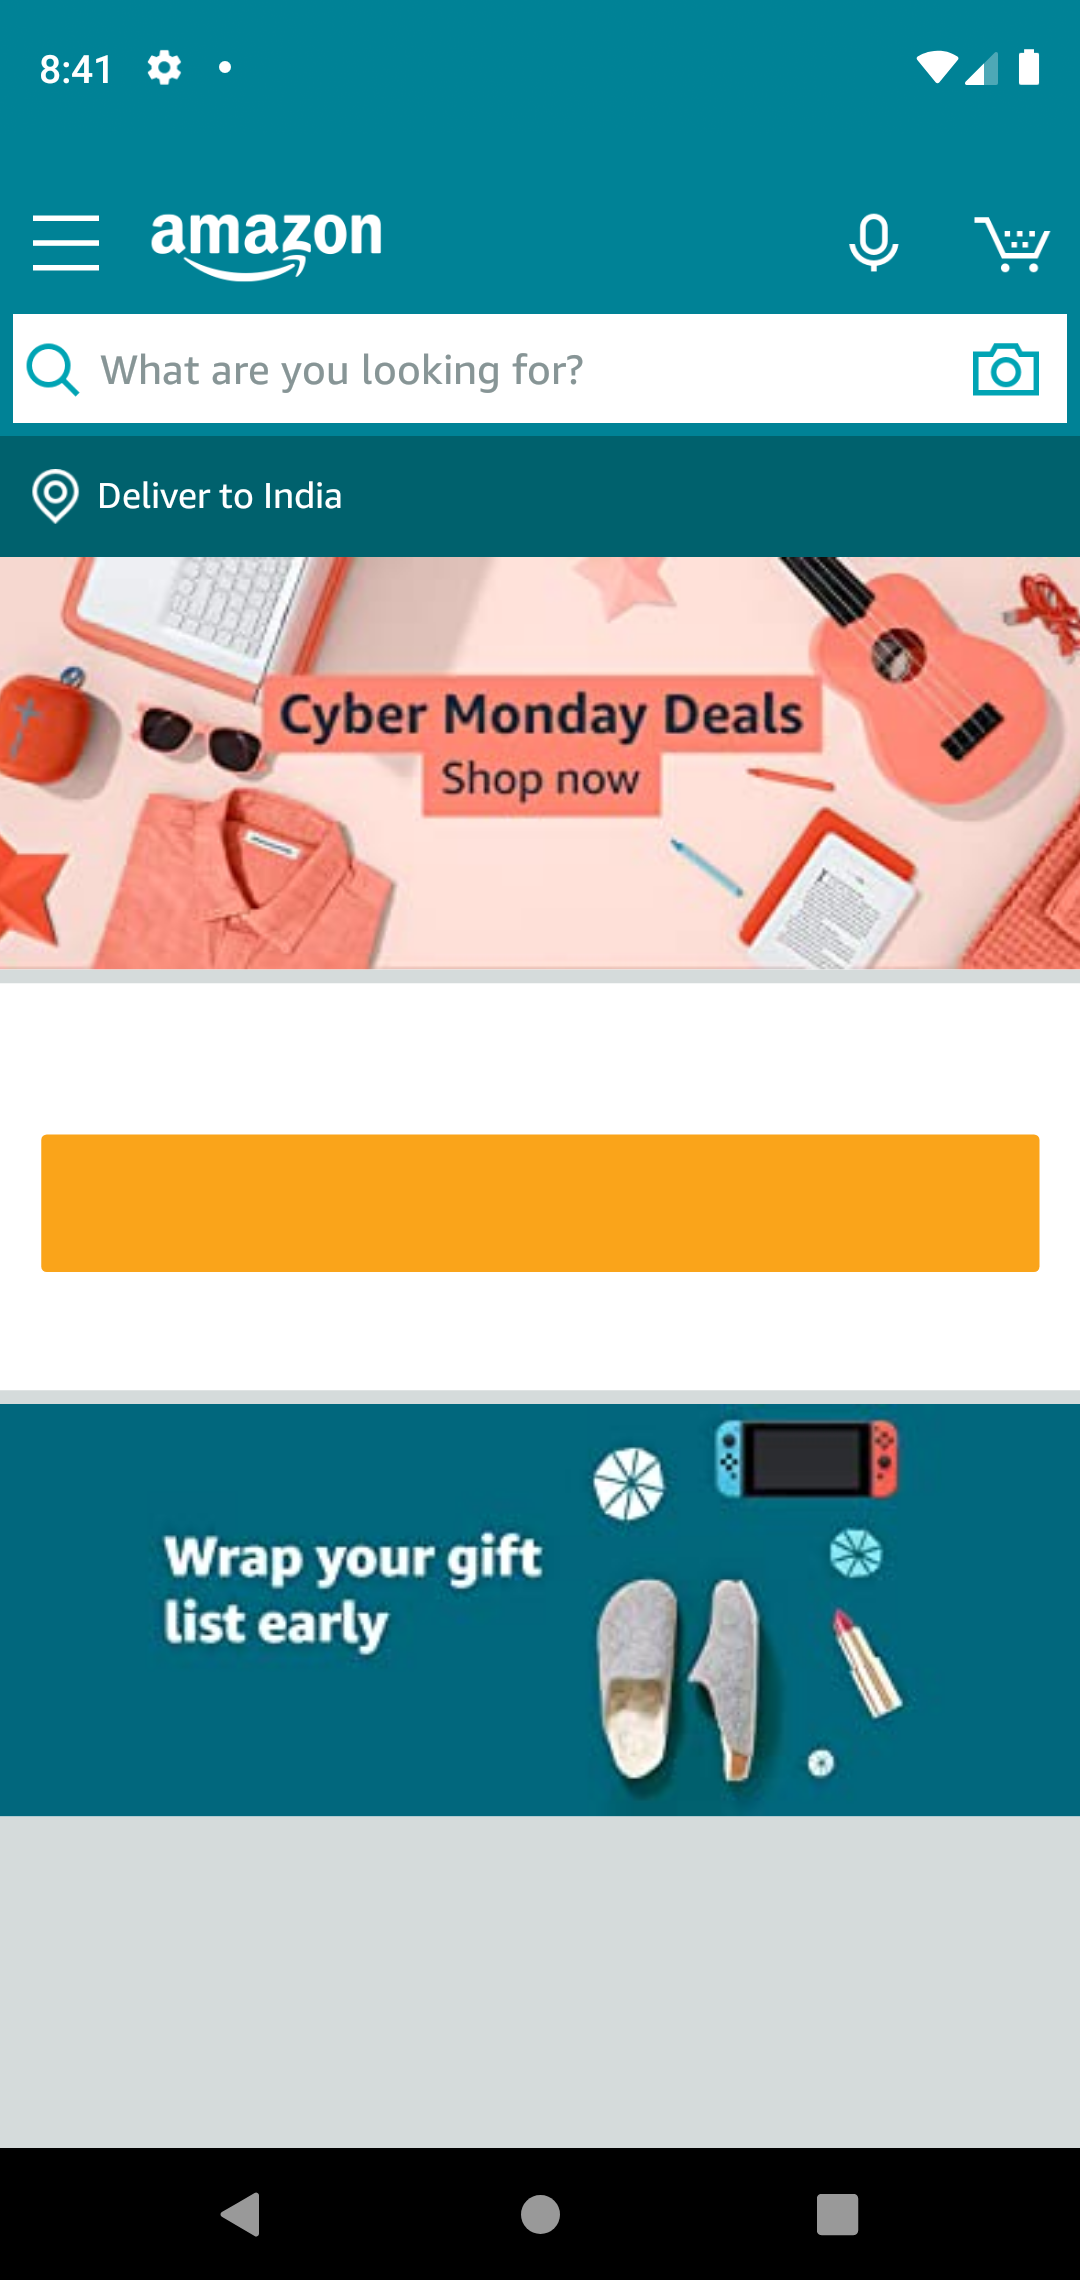 8:41
amazon
What are you looking for?
Deliver to India
Cyber Monday Deals
Shop now
Wrap your gift
list early